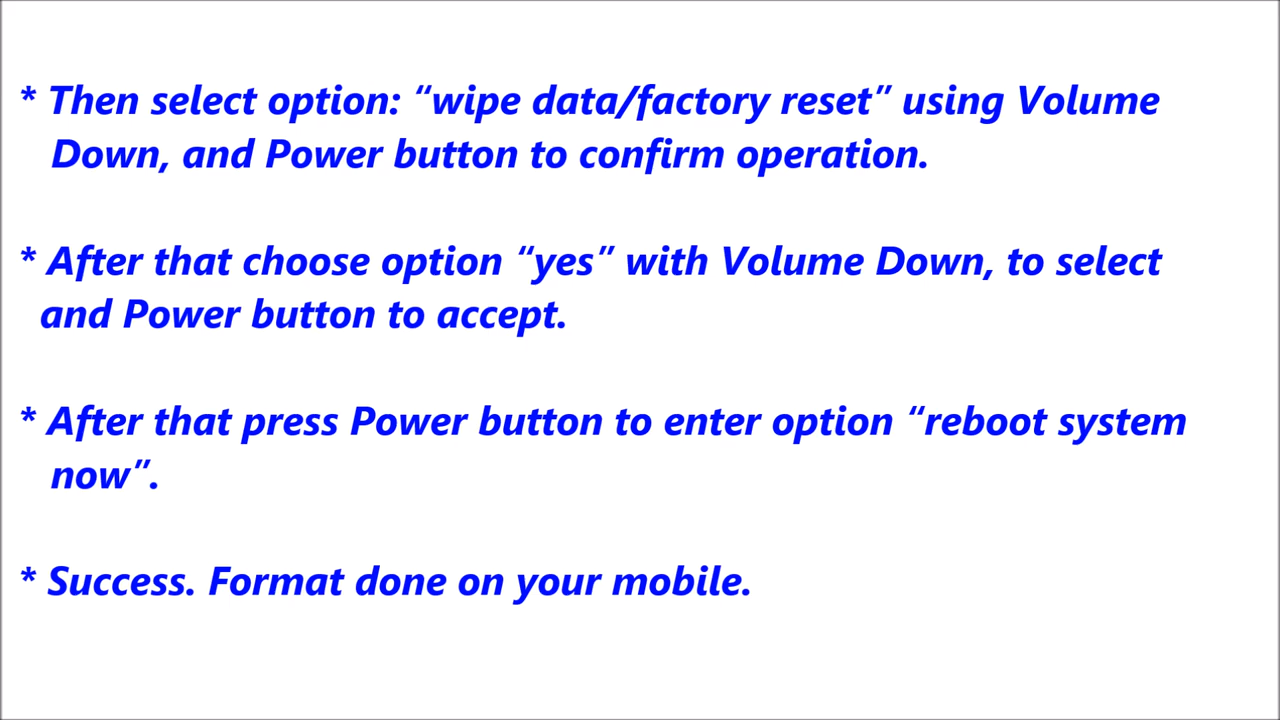 * Then select option: “wipe data/factory reset” using Volume
Down, and Power button to confirm operation.
* After that choose option “yes” with Volume Down, to select
and Power button to accept.
* After that press Power button to enter option “reboot system
now”.
* Success. Format done on your mobile.